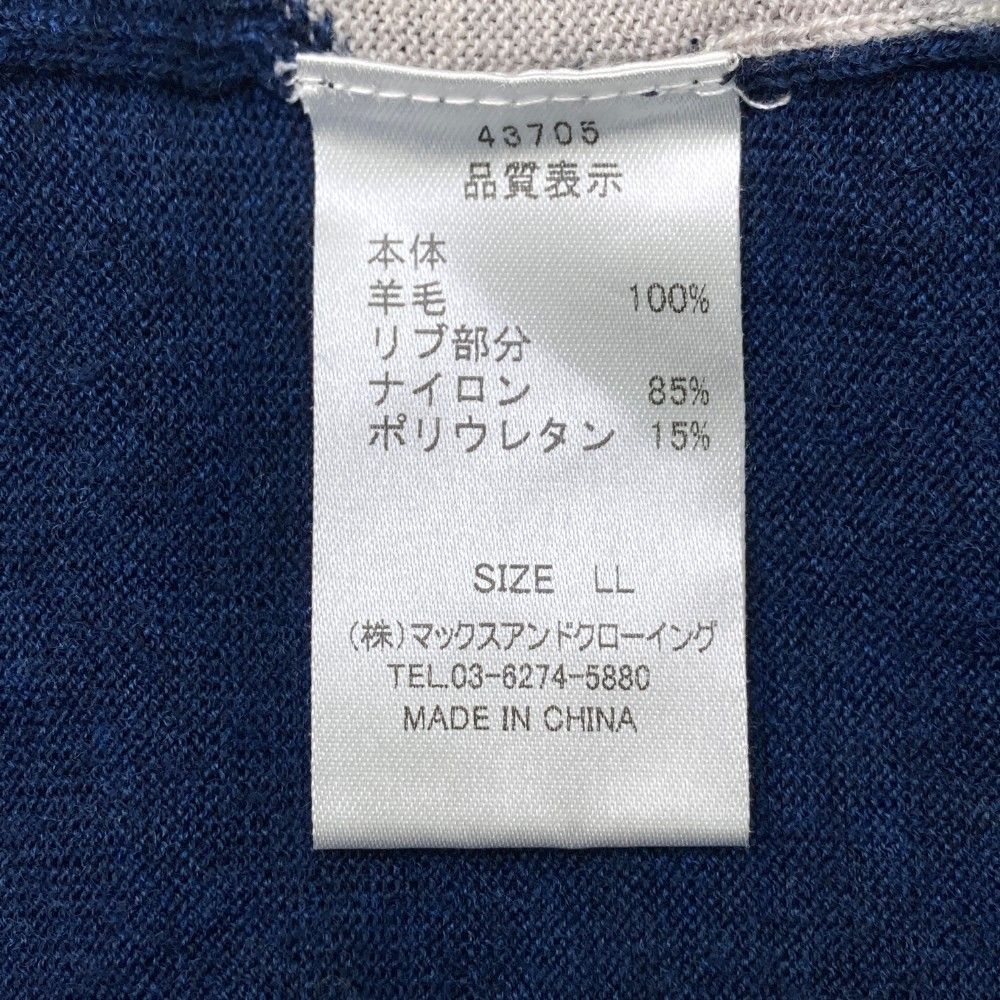 43705
品質表示
本体
羊毛 100%
リブ部分
ナイロン 85%
ポリウレタン 15%
SIZE LL
(株)マックスアンドクローイング
TEL.03-6274-5880
MADE IN CHINA